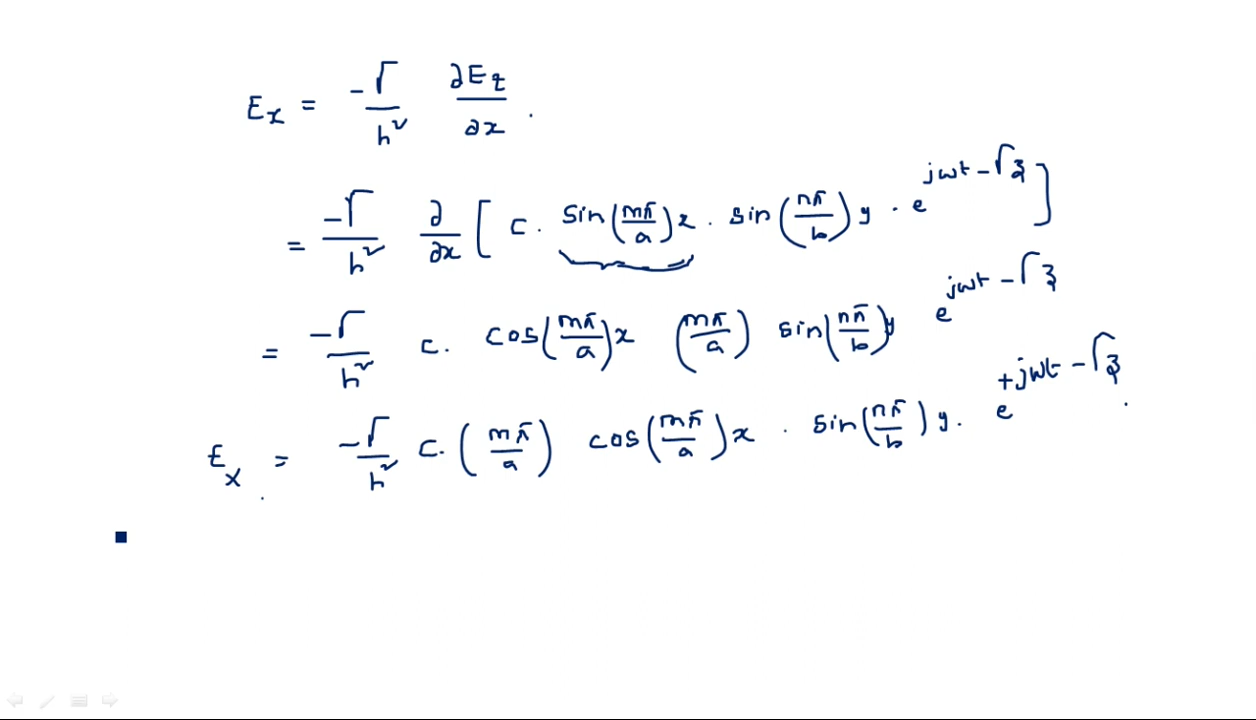 Ex = -Γ/h² ∂Ez/∂x .
= -Γ/h² ∂/∂x [ c. sin(mπ/a)x . sin(nπ/b)y . e^(jωt-Γz) ]
= -Γ/h² c. cos(mπ/a)x (mπ/a) sin(nπ/b)y e^(jωt-Γz)
Ex = -Γ/h² c. (mπ/a) cos(mπ/a)x . sin(nπ/b)y. e^(+jωt-Γz) .